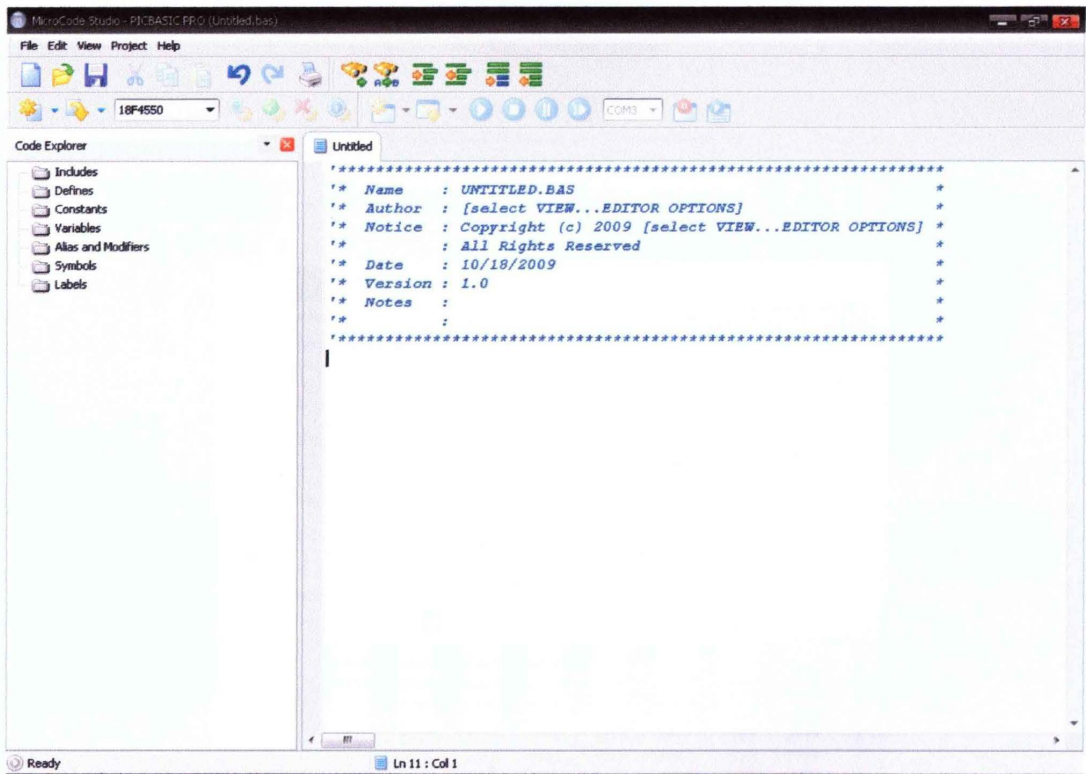 MicroCode Studio - PICBASIC PRO (Untitled.bas)
File Edit View Project Help
18F4550
COM3
Code Explorer
Untitled
Includes
Defines
Constants
Variables
Alias and Modifiers
Symbols
Labels
'****************************************************************
'*  Name    : UNTITLED.BAS                                      *
'*  Author  : [select VIEW...EDITOR OPTIONS]                    *
'*  Notice  : Copyright (c) 2009 [select VIEW...EDITOR OPTIONS] *
'*          : All Rights Reserved                               *
'*  Date    : 10/18/2009                                        *
'*  Version : 1.0                                               *
'*  Notes   :                                                   *
'*          :                                                   *
'****************************************************************
Ready
Ln 11 : Col 1